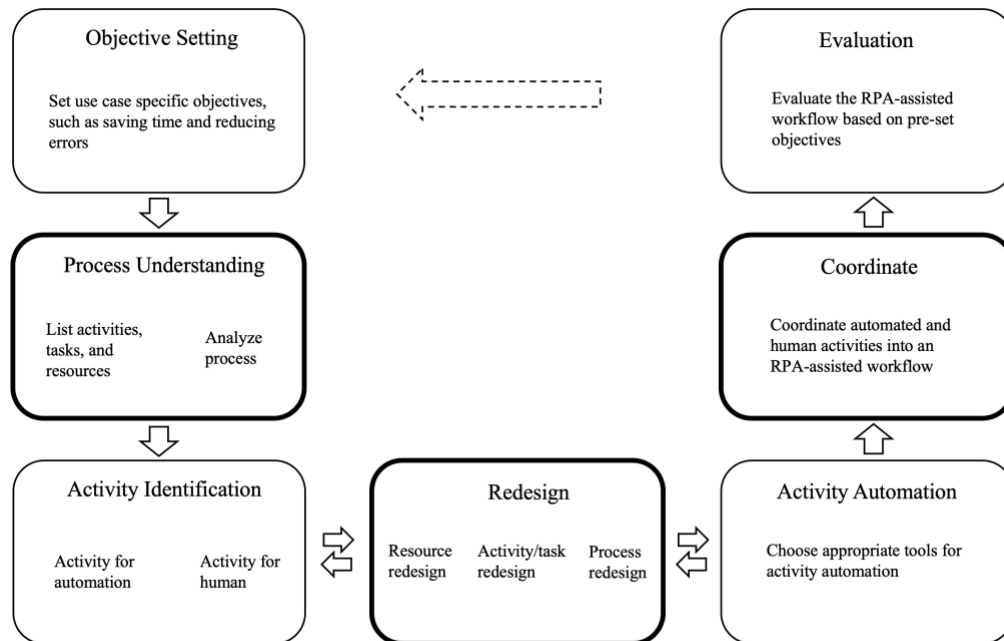 Objective Setting
Set use case specific objectives,
such as saving time and reducing
errors
Process Understanding
List activities,
tasks, and
resources
Analyze
process
Activity Identification
Activity for
automation
Activity for
human
Redesign
Resource
redesign
Activity/task
redesign
Process
redesign
Activity Automation
Choose appropriate tools for
activity automation
Coordinate
Coordinate automated and
human activities into an
RPA-assisted workflow
Evaluation
Evaluate the RPA-assisted
workflow based on pre-set
objectives